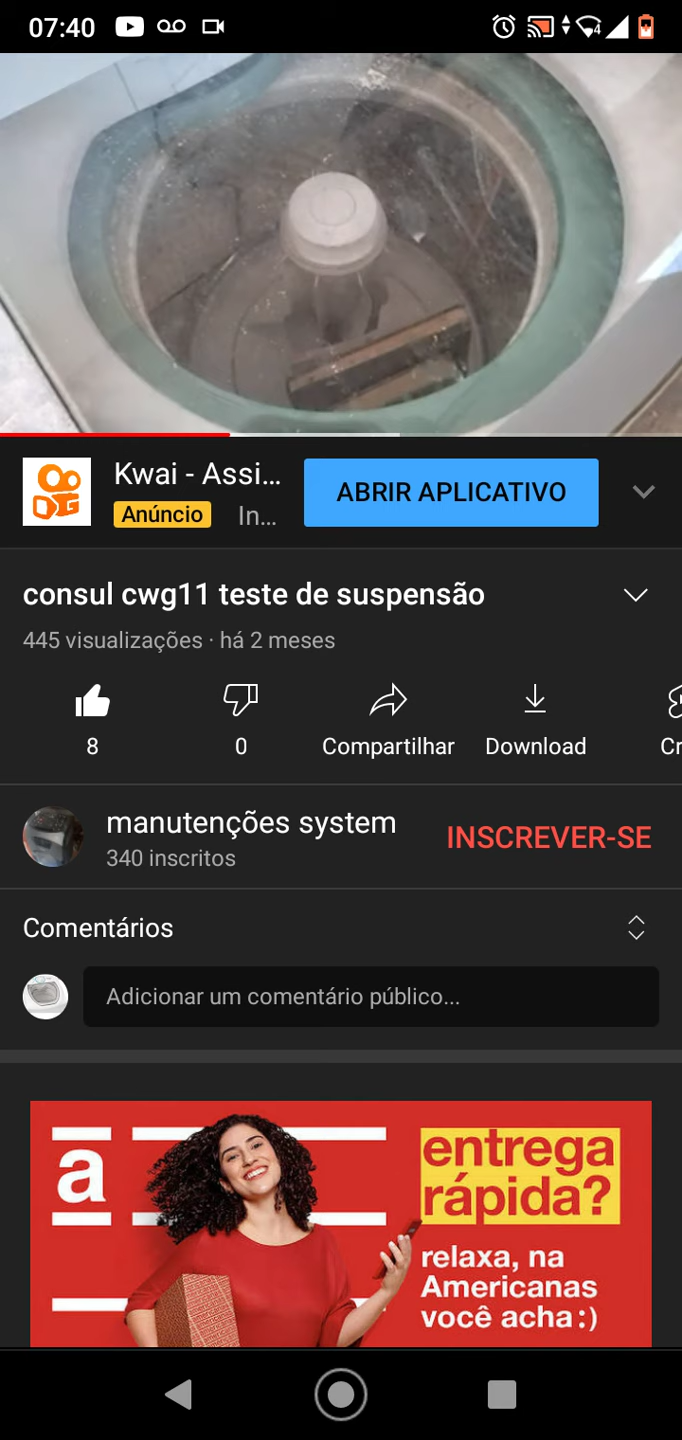 07:40
4
Kwai - Assi...
ABRIR APLICATIVO
Anúncio In...
consul cwg11 teste de suspensão
445 visualizações · há 2 meses
8
0
Compartilhar
Download
Cr
manutenções system
INSCREVER-SE
340 inscritos
Comentários
Adicionar um comentário público...
a
entrega
rápida?
relaxa, na
Americanas
você acha:)